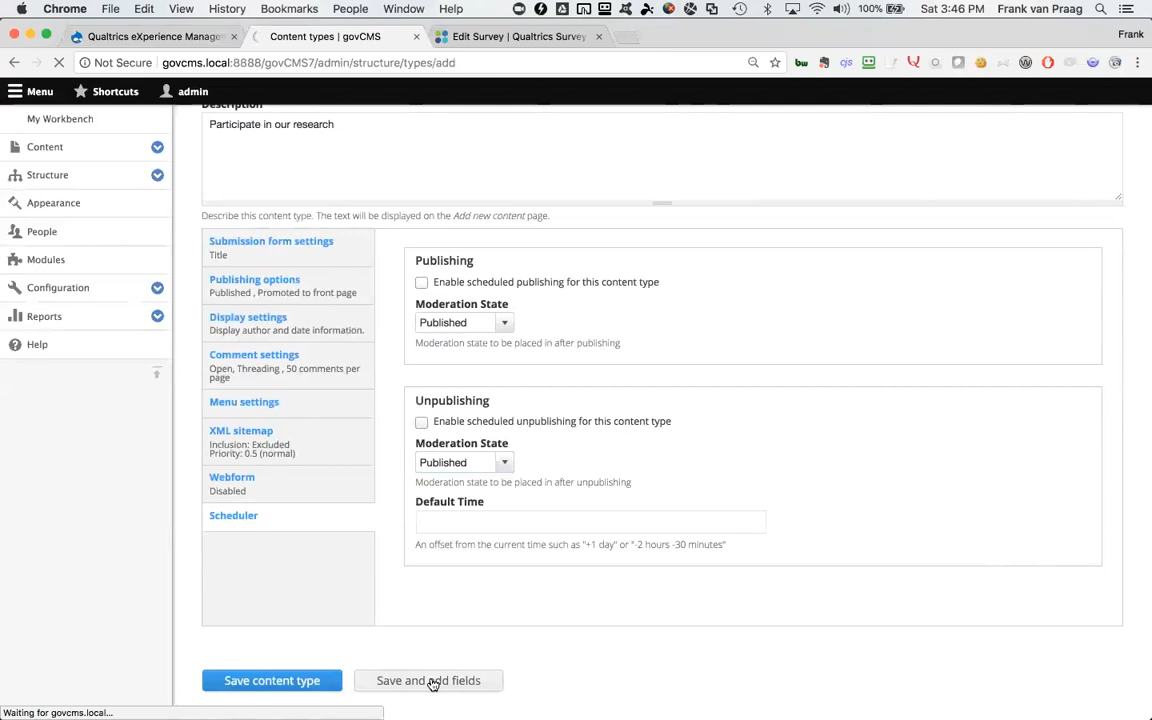 Chrome File Edit View History Bookmarks People Window Help 100% Sat 3:46 PM Frank van Praag
Qualtrics eXperience Manage Content types | govCMS Edit Survey | Qualtrics Survey Frank
Not Secure govcms.local:8888/govCMS7/admin/structure/types/add
Menu Shortcuts admin
My Workbench
Content
Structure
Appearance
People
Modules
Configuration
Reports
Help
Description
Participate in our research
Describe this content type. The text will be displayed on the Add new content page.
Submission form settings
Title
Publishing options
Published , Promoted to front page
Display settings
Display author and date information.
Comment settings
Open, Threading , 50 comments per
page
Menu settings
XML sitemap
Inclusion: Excluded
Priority: 0.5 (normal)
Webform
Disabled
Scheduler
Publishing
Enable scheduled publishing for this content type
Moderation State
Published
Moderation state to be placed in after publishing
Unpublishing
Enable scheduled unpublishing for this content type
Moderation State
Published
Moderation state to be placed in after unpublishing
Default Time
An offset from the current time such as "+1 day" or "-2 hours -30 minutes"
Save content type Save and add fields
Waiting for govcms.local...